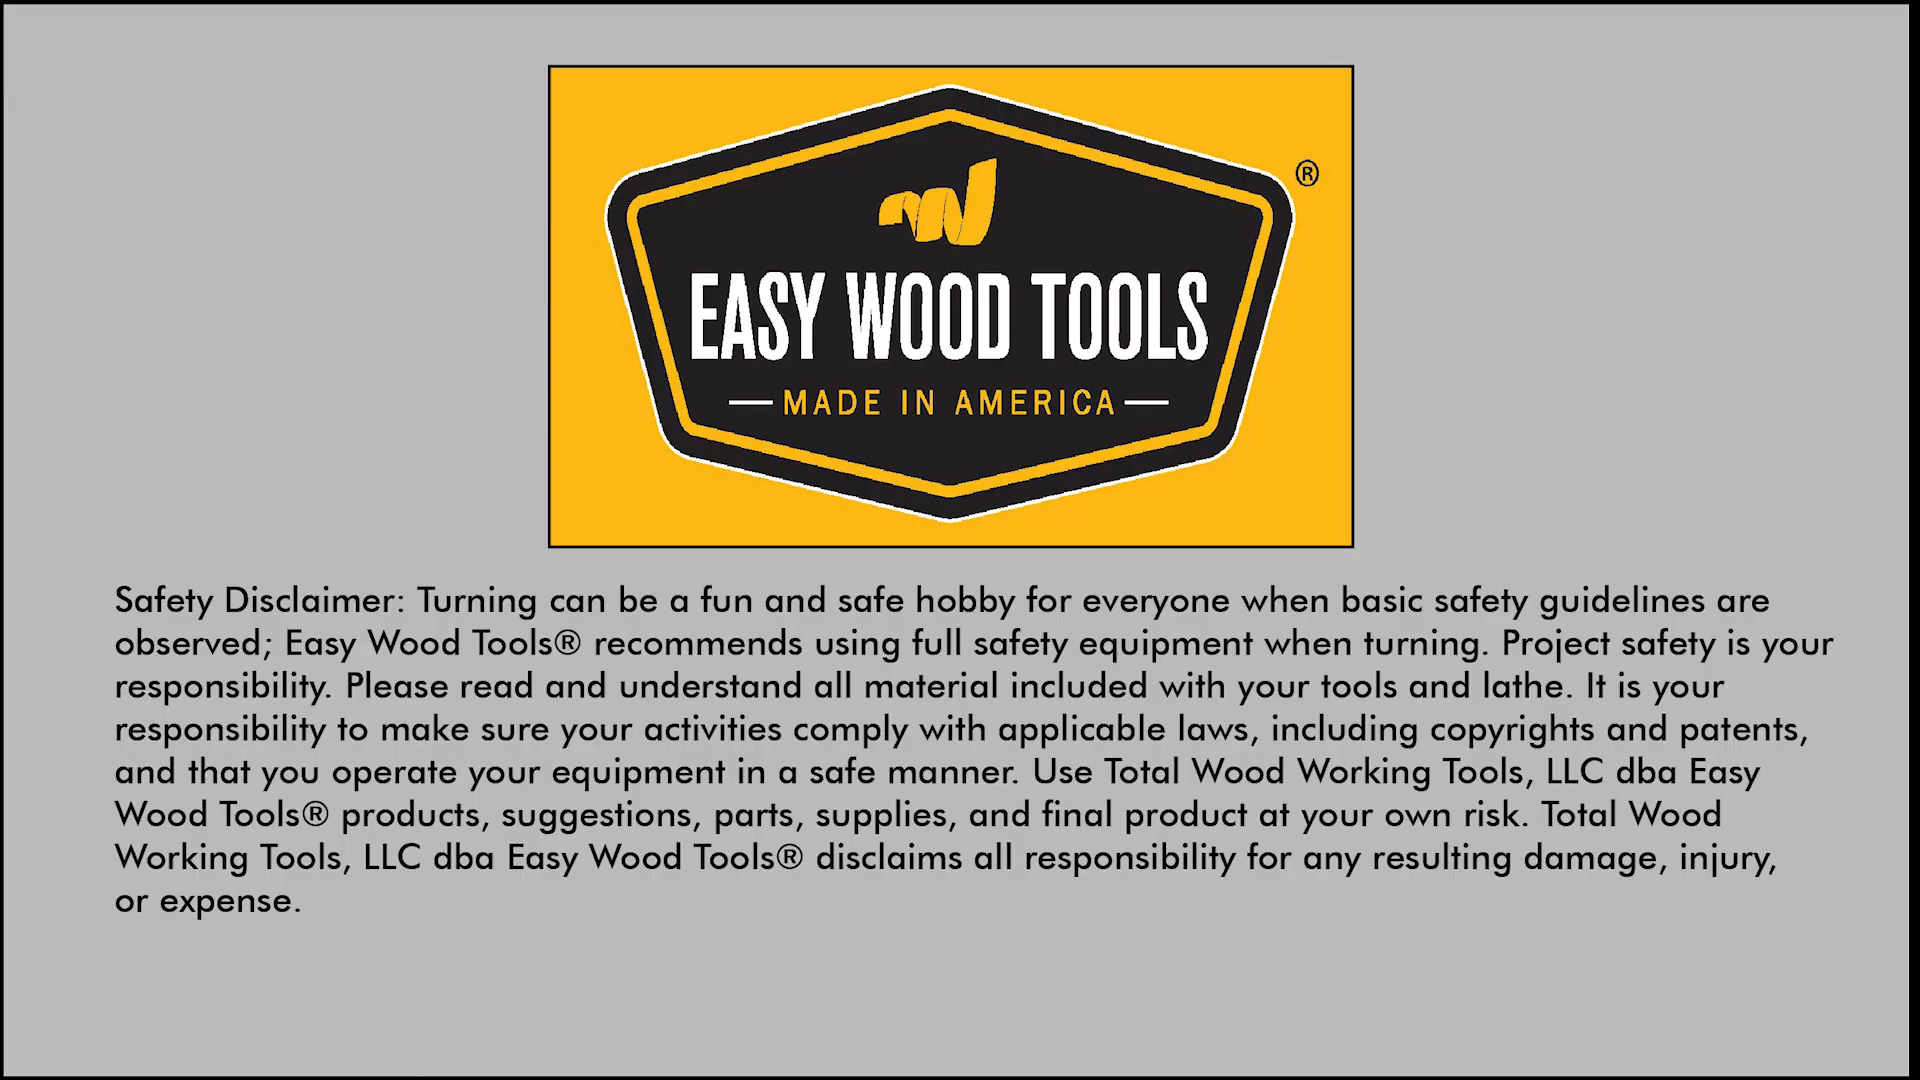 ®
EASY WOOD TOOLS
MADE IN AMERICA
Safety Disclaimer: Turning can be a fun and safe hobby for everyone when basic safety guidelines are
observed; Easy Wood Tools® recommends using full safety equipment when turning. Project safety is your
responsibility. Please read and understand all material included with your tools and lathe. It is your
responsibility to make sure your activities comply with applicable laws, including copyrights and patents,
and that you operate your equipment in a safe manner. Use Total Wood Working Tools, LLC dba Easy
Wood Tools® products, suggestions, parts, supplies, and final product at your own risk. Total Wood
Working Tools, LLC dba Easy Wood Tools® disclaims all responsibility for any resulting damage, injury,
or expense.